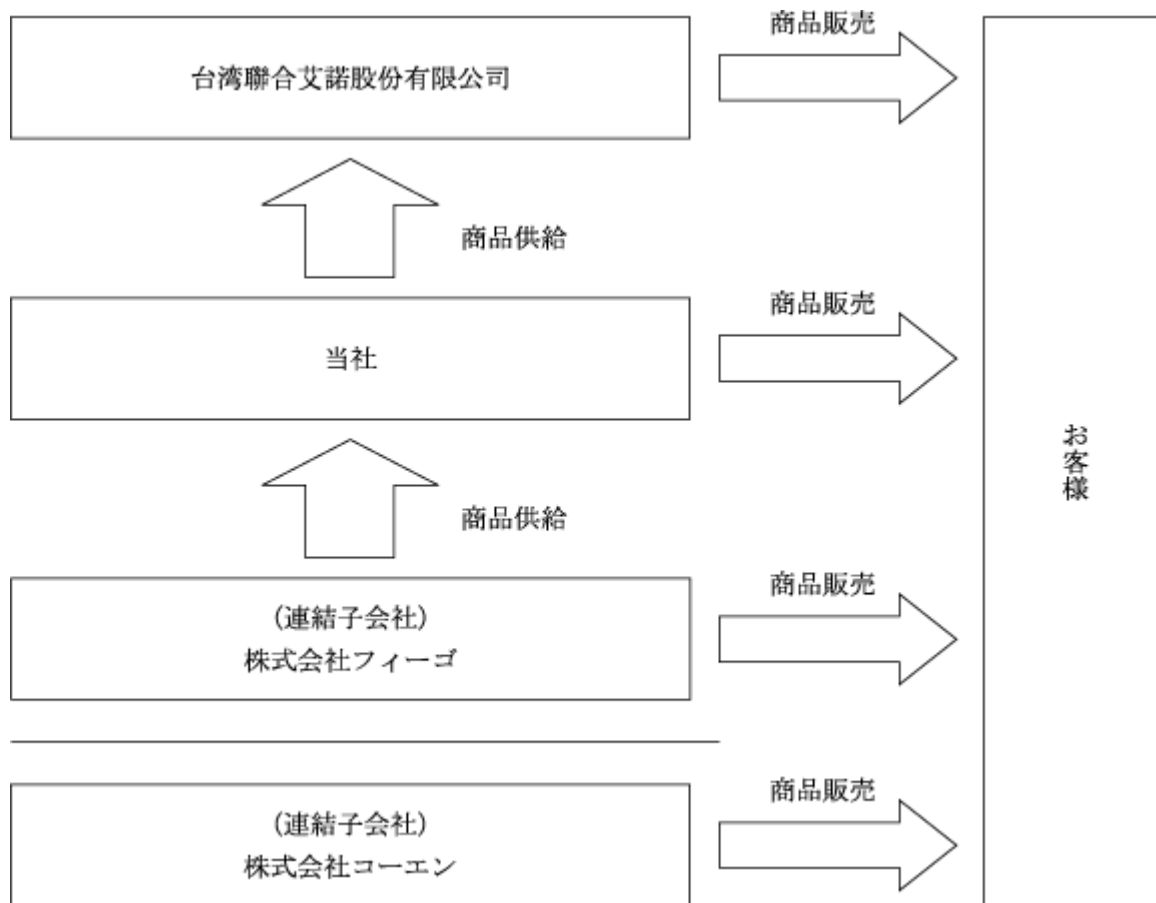 商品販売
台湾聯合艾諾股份有限公司
商品供給
商品販売
当社
お客様
商品供給
商品販売
(連結子会社)
株式会社フィーゴ
商品販売
(連結子会社)
株式会社コーエン